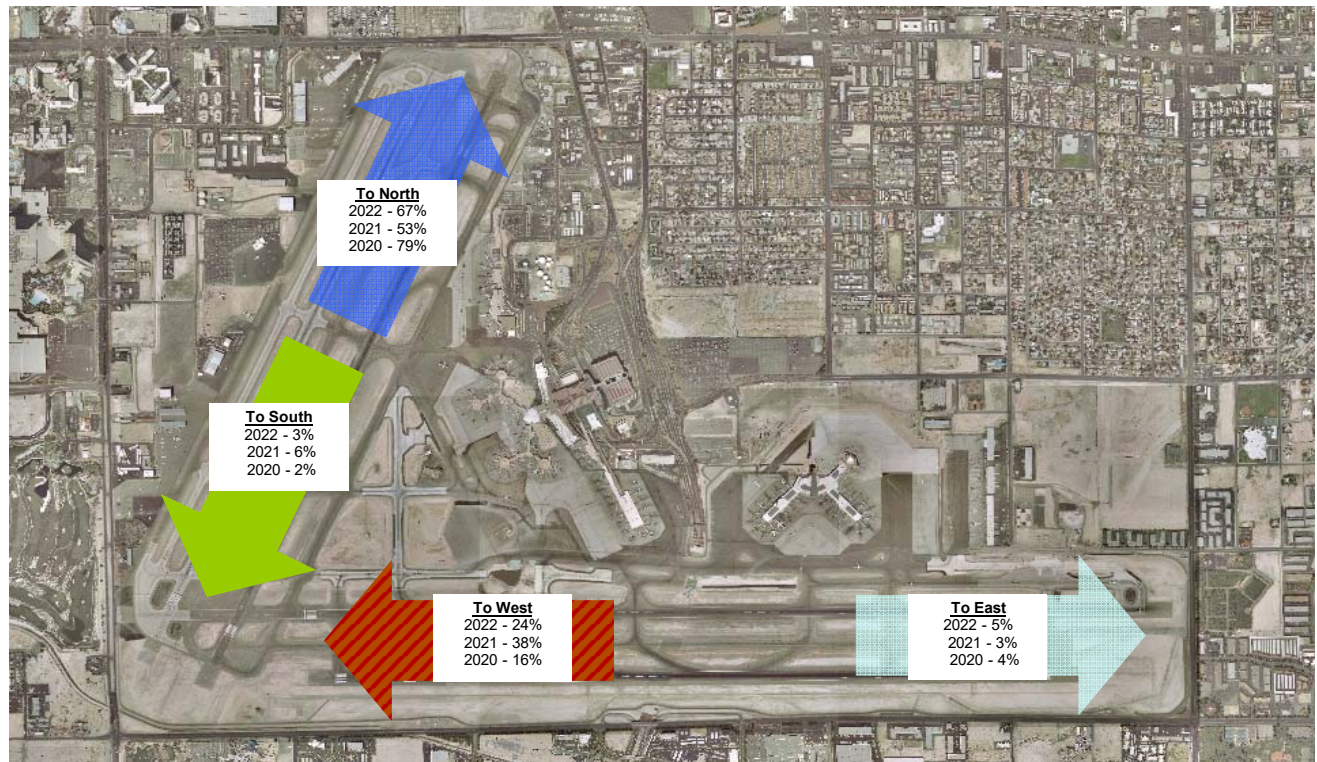 To North
2022 - 67%
2021 - 53%
2020 - 79%
To South
2022 - 3%
2021 - 6%
2020 - 2%
To West
2022 - 24%
2021 - 38%
2020 - 16%
To East
2022 - 5%
2021 - 3%
2020 - 4%